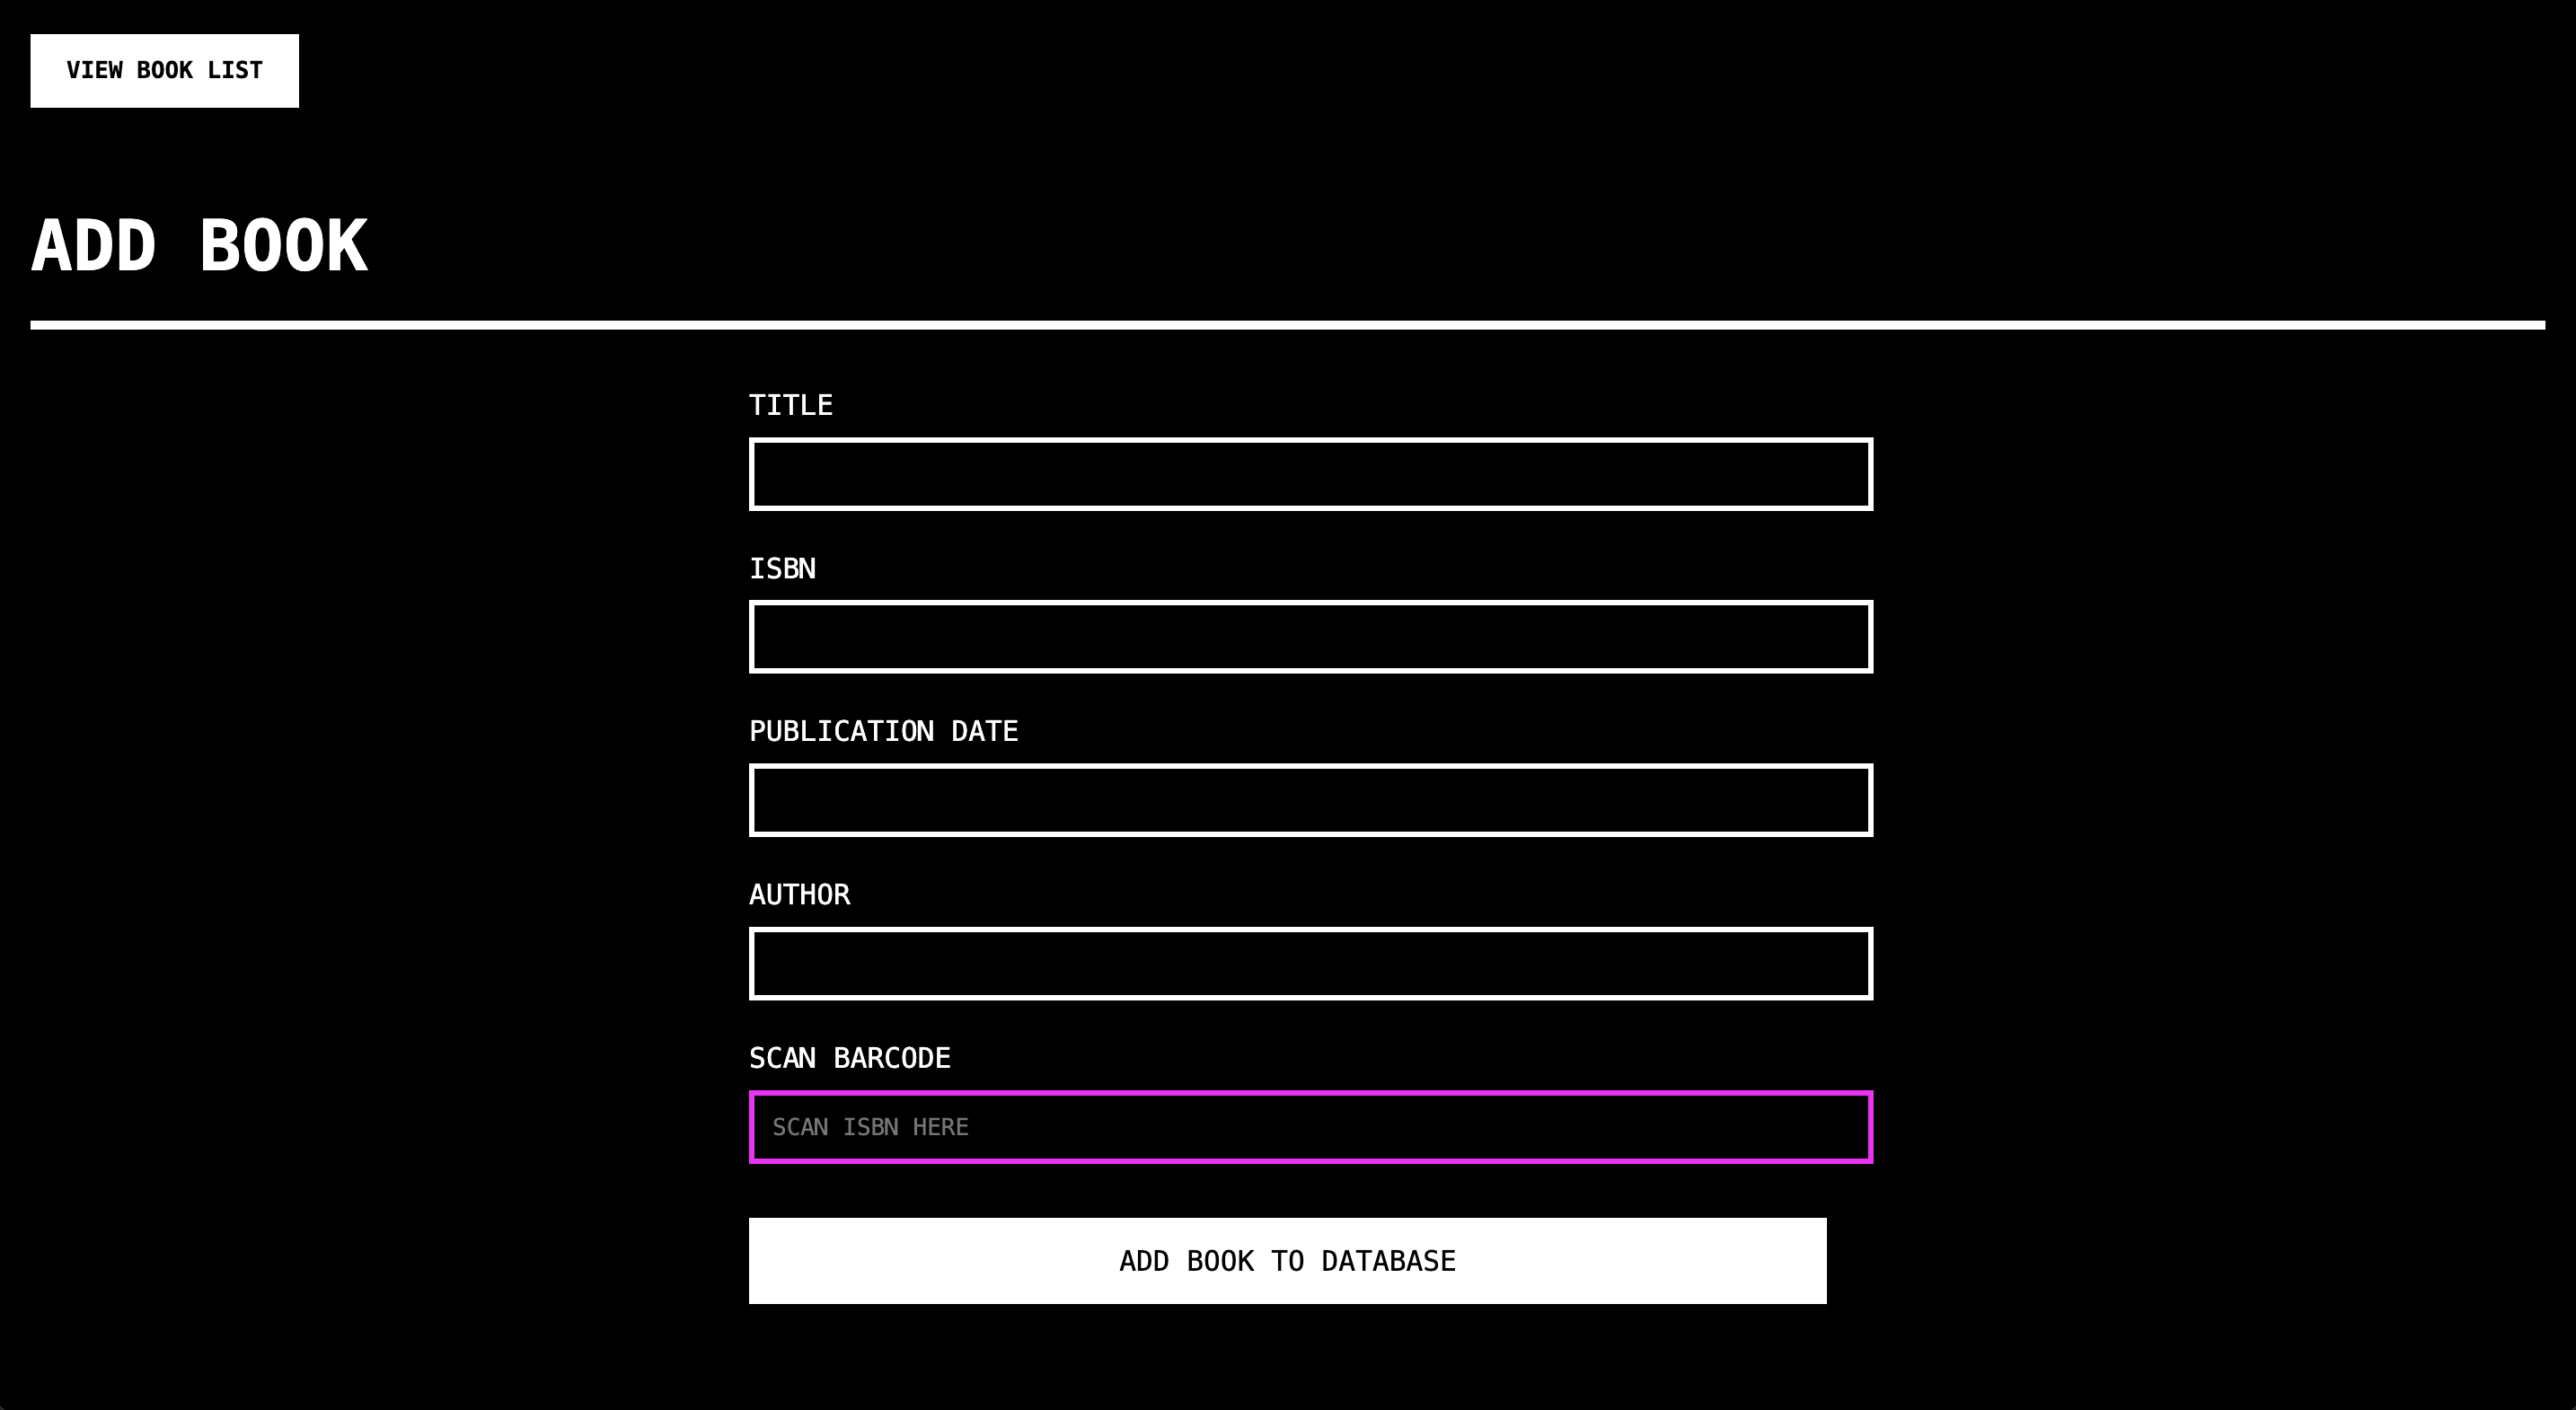 VIEW BOOK LIST
ADD BOOK
TITLE
ISBN
PUBLICATION DATE
AUTHOR
SCAN BARCODE
SCAN ISBN HERE
ADD BOOK TO DATABASE